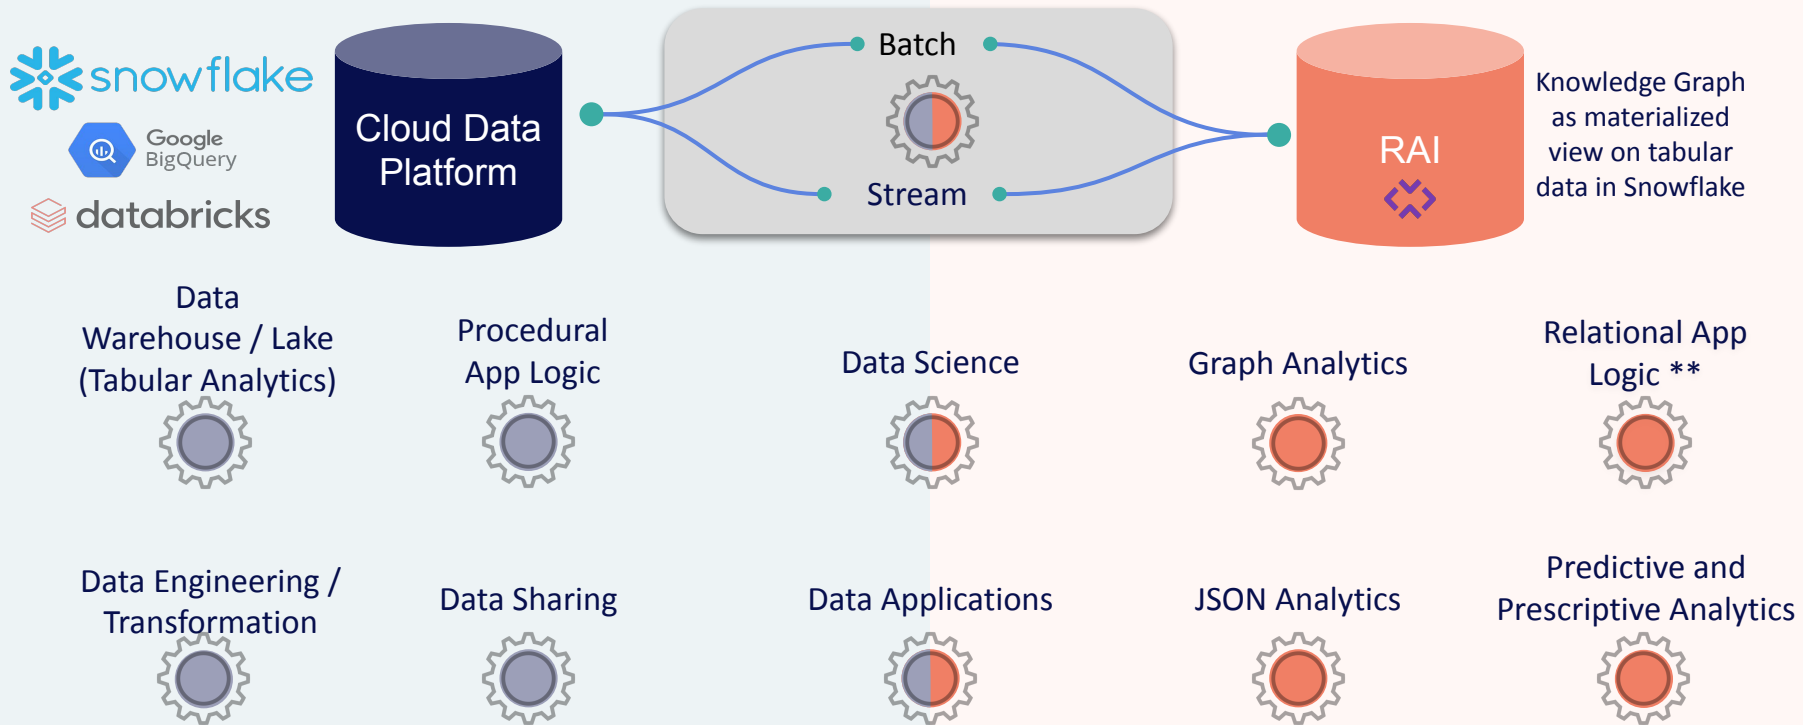 snowflake
Google
BigQuery
databricks
Cloud Data
Platform
Batch
Stream
RAI
Knowledge Graph
as materialized
view on tabular
data in Snowflake
Data
Warehouse / Lake
(Tabular Analytics)
Procedural
App Logic
Data Science
Graph Analytics
Relational App
Logic **
Data Engineering /
Transformation
Data Sharing
Data Applications
JSON Analytics
Predictive and
Prescriptive Analytics